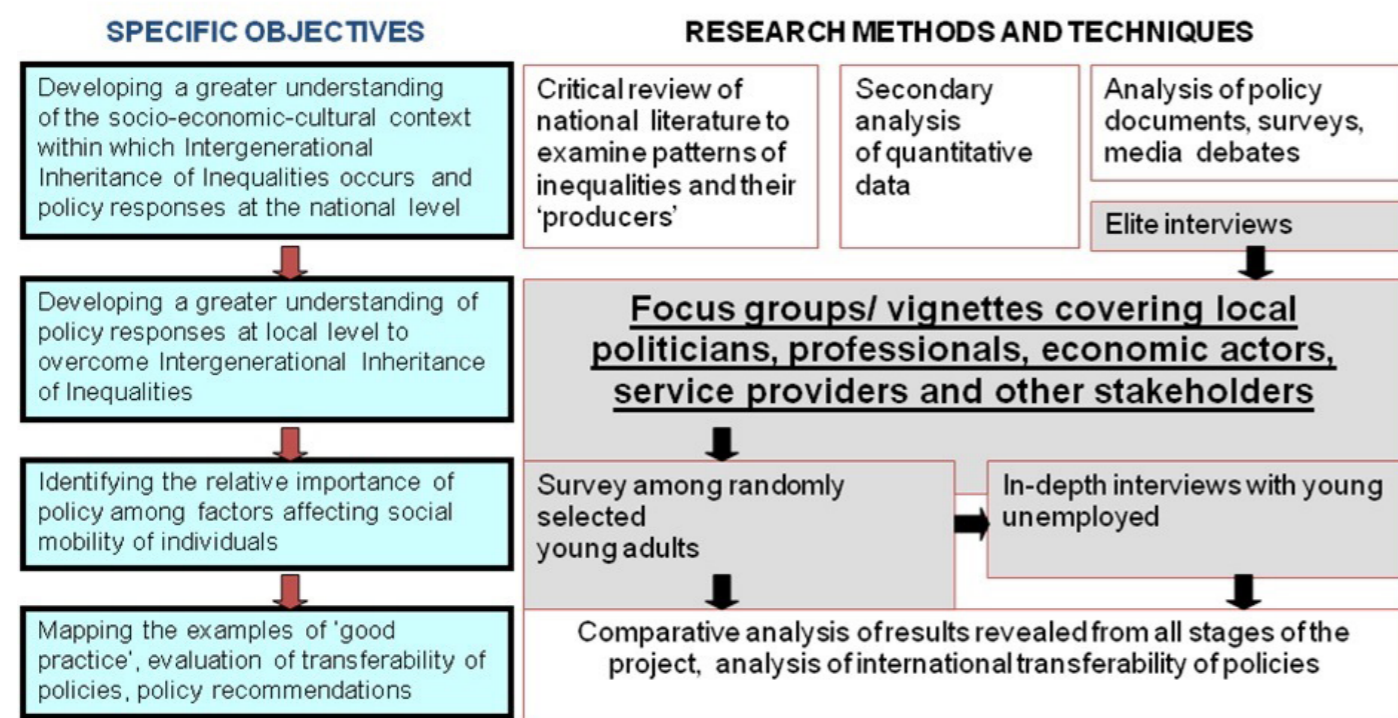 SPECIFIC OBJECTIVES
RESEARCH METHODS AND TECHNIQUES
Developing a greater understanding
of the socio-economic-cultural context
within which Intergenerational
Inheritance of Inequalities occurs and
policy responses at the national level
Critical review of
national literature to
examine patterns of
inequalities and their
‘producers’
Secondary
analysis
of quantitative
data
Analysis of policy
documents, surveys,
media debates
Elite interviews
Developing a greater understanding of
policy responses at local level to
overcome Intergenerational Inheritance
of Inequalities
Focus groups/ vignettes covering local
politicians, professionals, economic actors,
service providers and other stakeholders
Identifying the relative importance of
policy among factors affecting social
mobility of individuals
Survey among randomly
selected
young adults
In-depth interviews with young
unemployed
Mapping the examples of ‘good
practice’, evaluation of transferability of
policies, policy recommendations
Comparative analysis of results revealed from all stages of the
project, analysis of international transferability of policies